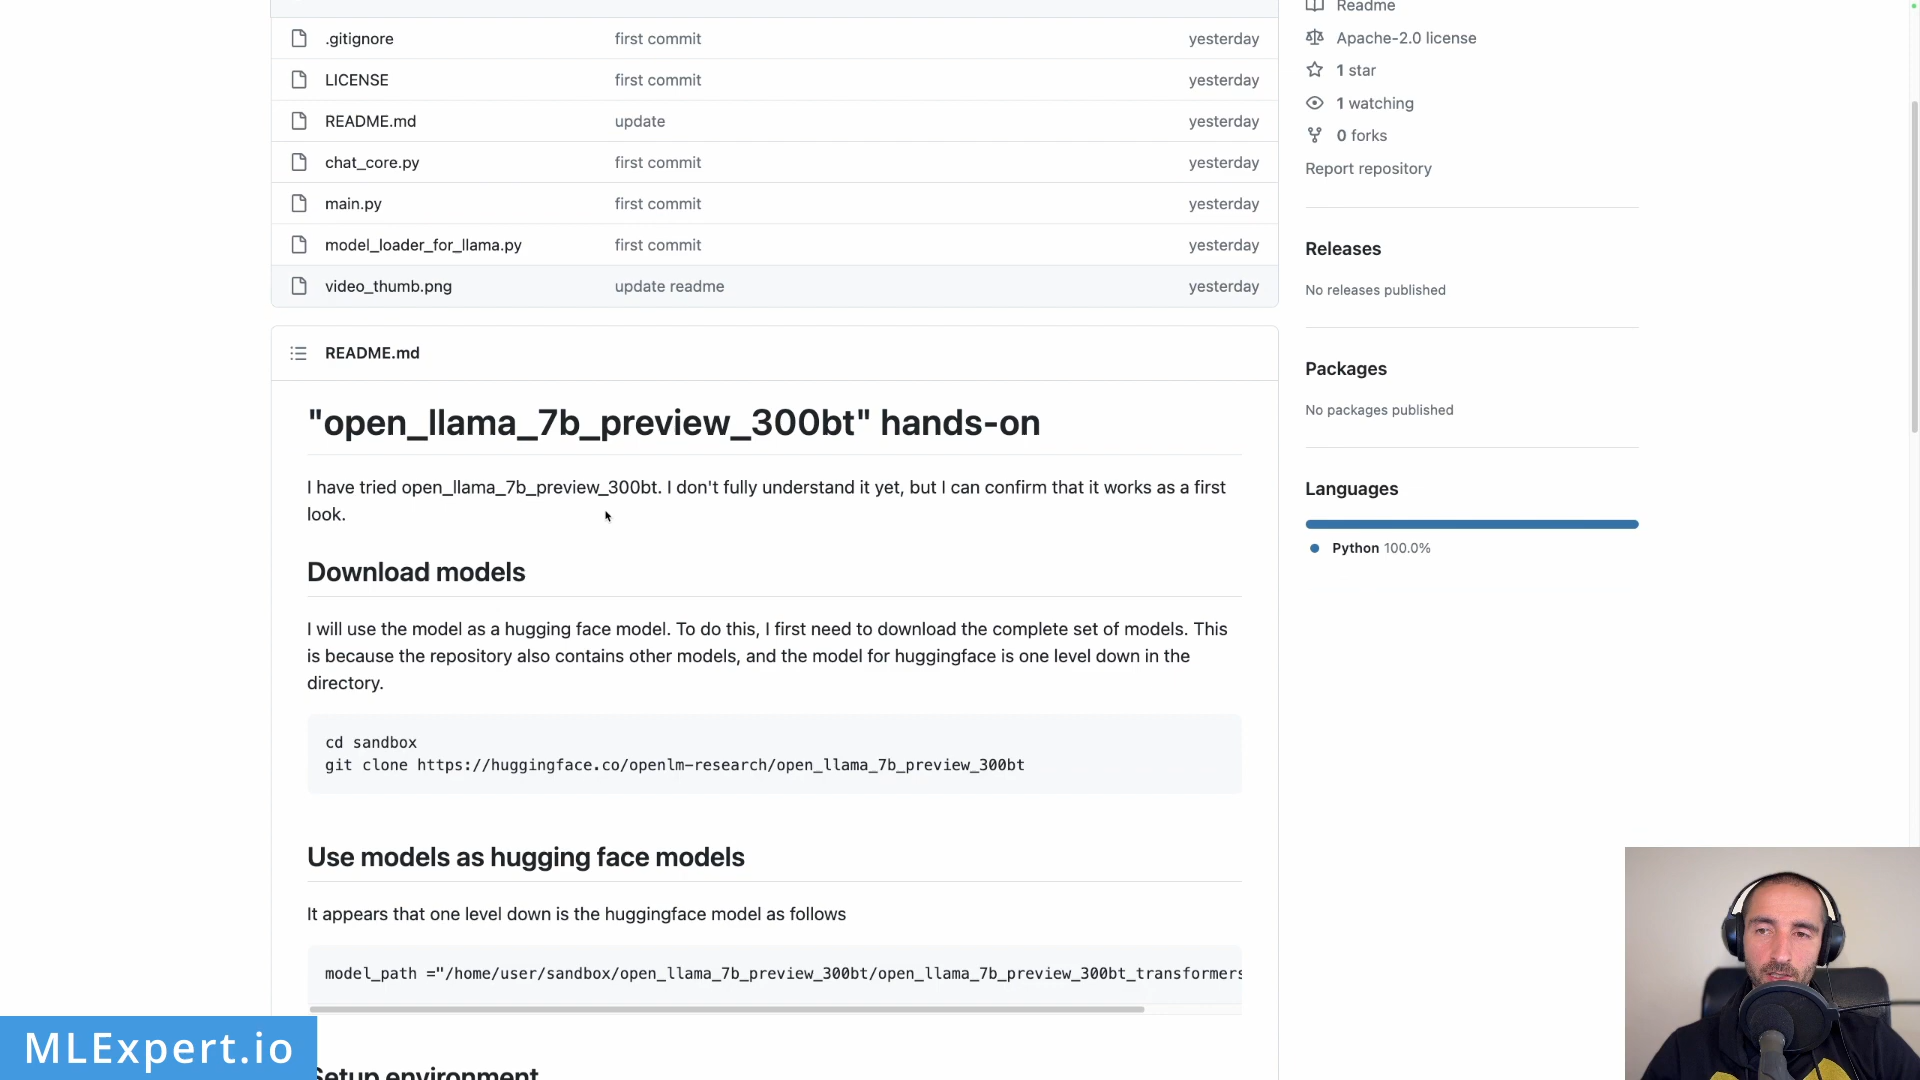 Readme
.gitignore first commit yesterday
Apache-2.0 license
LICENSE first commit yesterday
1 star
1 watching
README.md update yesterday
0 forks
chat_core.py first commit yesterday
Report repository
main.py first commit yesterday
model_loader_for_llama.py first commit yesterday
Releases
video_thumb.png update readme yesterday
No releases published
README.md
Packages
No packages published
"open_llama_7b_preview_300bt" hands-on
I have tried open_llama_7b_preview_300bt. I don't fully understand it yet, but I can confirm that it works as a first
look.
Languages
Python 100.0%
Download models
I will use the model as a hugging face model. To do this, I first need to download the complete set of models. This
is because the repository also contains other models, and the model for huggingface is one level down in the
directory.
cd sandbox
git clone https://huggingface.co/openlm-research/open_llama_7b_preview_300bt
Use models as hugging face models
It appears that one level down is the huggingface model as follows
model_path ="/home/user/sandbox/open_llama_7b_preview_300bt/open_llama_7b_preview_300bt_transformers
Setup environment
MLExpert.io